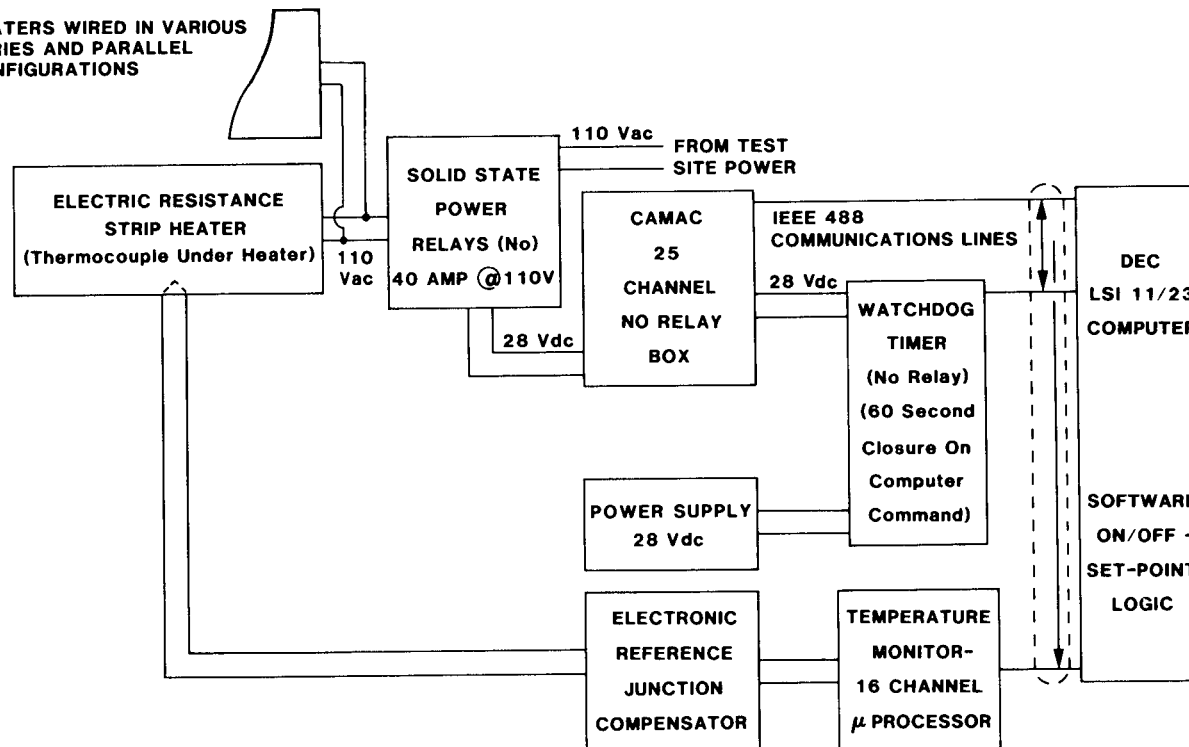 ATERS WIRED IN VARIOUS
RIES AND PARALLEL
NFIGURATIONS
ELECTRIC RESISTANCE
STRIP HEATER
(Thermocouple Under Heater)
110
Vac
SOLID STATE
POWER
RELAYS (No)
40 AMP @110V
110 Vac
FROM TEST
SITE POWER
28 Vdc
CAMAC
25
CHANNEL
NO RELAY
BOX
IEEE 488
COMMUNICATIONS LINES
28 Vdc
WATCHDOG
TIMER
(No Relay)
(60 Second
Closure On
Computer
Command)
POWER SUPPLY
28 Vdc
DEC
LSI 11/23
COMPUTER
SOFTWARE
ON/OFF -
SET-POINT
LOGIC
ELECTRONIC
REFERENCE
JUNCTION
COMPENSATOR
TEMPERATURE
MONITOR-
16 CHANNEL
μ PROCESSOR